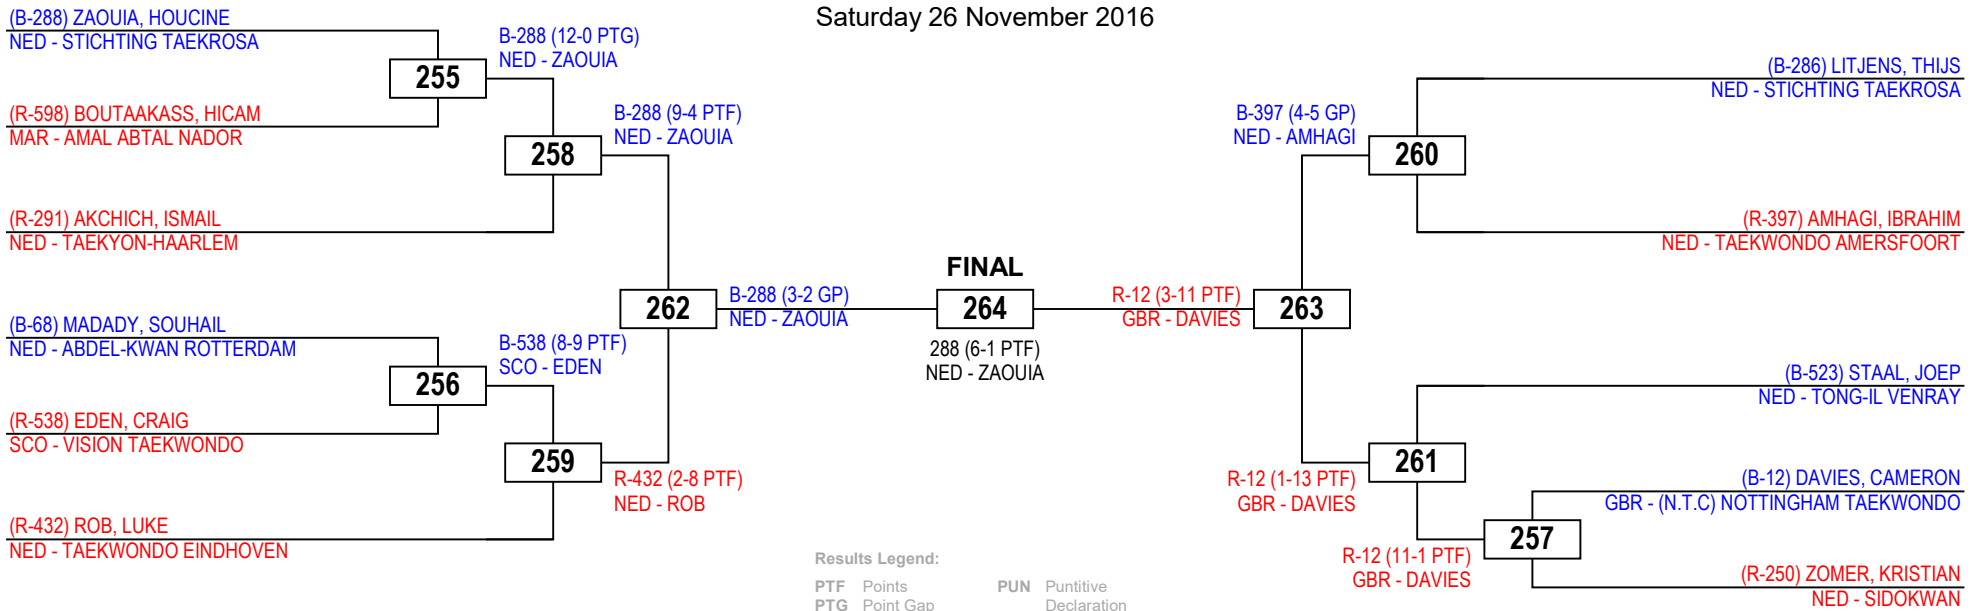 Saturday 26 November 2016
(B-288) ZAOUIA, HOUCINE
NED - STICHTING TAEKROSA
255
(R-598) BOUTAAKASS, HICAM
MAR - AMAL ABTAL NADOR
B-288 (12-0 PTG)
NED - ZAOUIA
258
(R-291) AKCHICH, ISMAIL
NED - TAEKYON-HAARLEM
B-288 (9-4 PTF)
NED - ZAOUIA
262
(B-68) MADADY, SOUHAIL
NED - ABDEL-KWAN ROTTERDAM
256
(R-538) EDEN, CRAIG
SCO - VISION TAEKWONDO
B-538 (8-9 PTF)
SCO - EDEN
259
(R-432) ROB, LUKE
NED - TAEKWONDO EINDHOVEN
R-432 (2-8 PTF)
NED - ROB
B-288 (3-2 GP)
NED - ZAOUIA
FINAL
264
288 (6-1 PTF)
NED - ZAOUIA
R-12 (3-11 PTF)
GBR - DAVIES
263
B-397 (4-5 GP)
NED - AMHAGI
260
(B-286) LITJENS, THIJS
NED - STICHTING TAEKROSA
(R-397) AMHAGI, IBRAHIM
NED - TAEKWONDO AMERSFOORT
R-12 (1-13 PTF)
GBR - DAVIES
261
(B-523) STAAL, JOEP
NED - TONG-IL VENRAY
R-12 (11-1 PTF)
GBR - DAVIES
257
(B-12) DAVIES, CAMERON
GBR - (N.T.C) NOTTINGHAM TAEKWONDO
(R-250) ZOMER, KRISTIAN
NED - SIDOKWAN
Results Legend:
PTF Points PUN Puntitive
PTG Point Gap Declaration